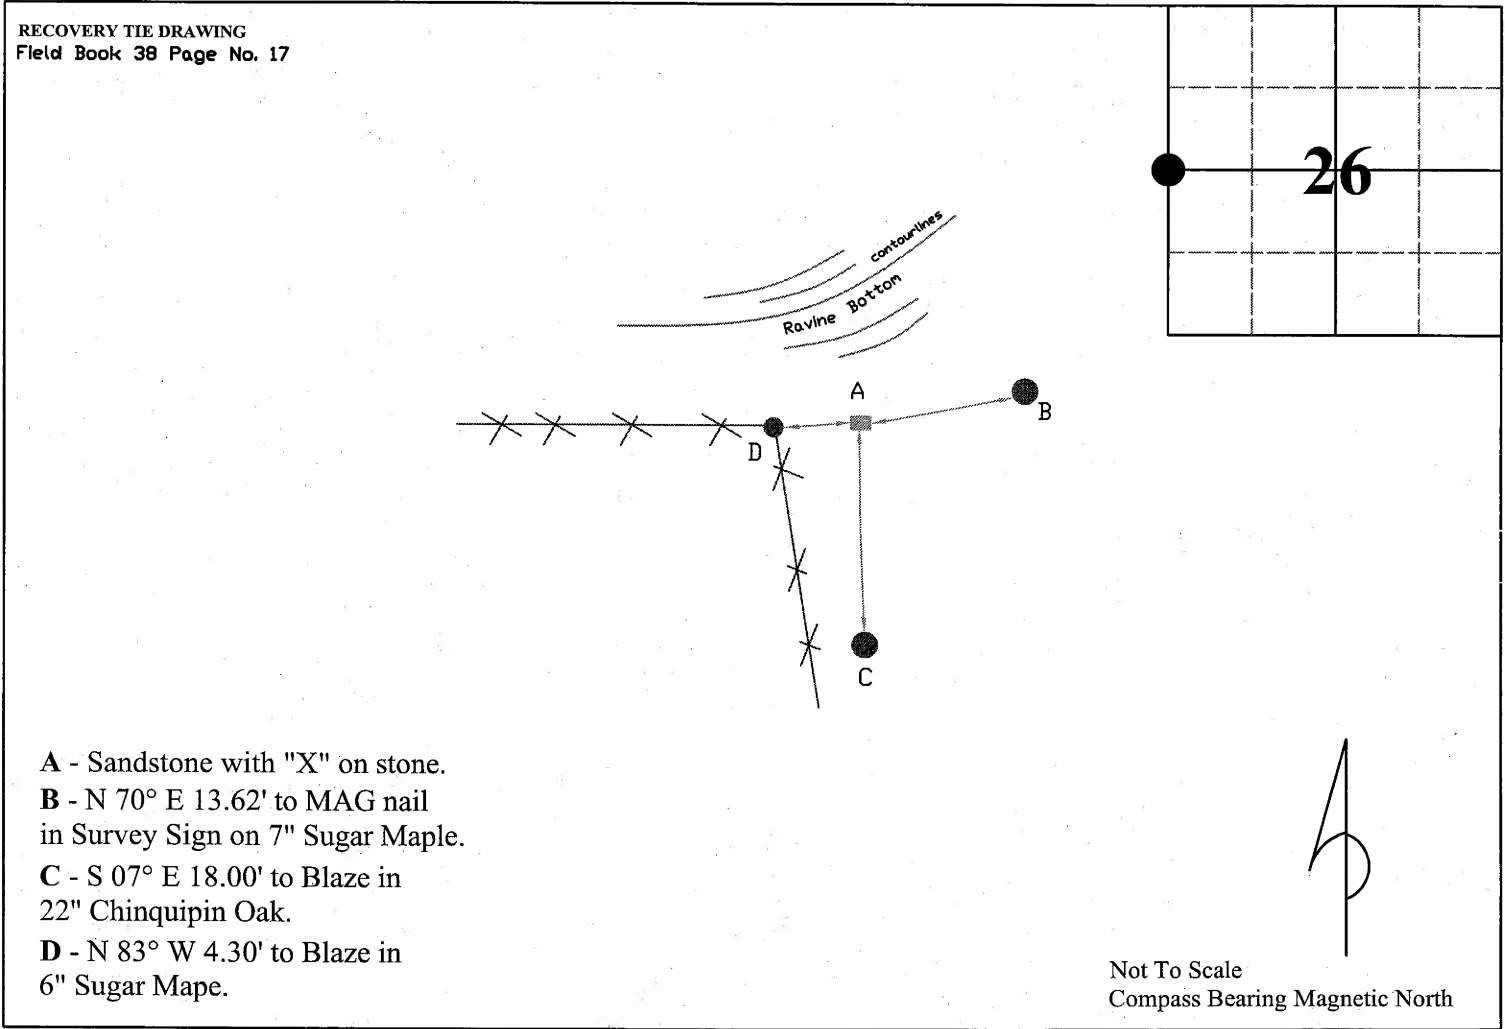 RECOVERY TIE DRAWING
Field Book 38 Page No. 17
26
contourlines
Ravine Bottom
A
B
D
C
A - Sandstone with "X" on stone.
B - N 70° E 13.62' to MAG nail
in Survey Sign on 7" Sugar Maple.
C - S 07° E 18.00' to Blaze in
22" Chinquipin Oak.
D - N 83° W 4.30' to Blaze in
6" Sugar Mape.
Not To Scale
Compass Bearing Magnetic North